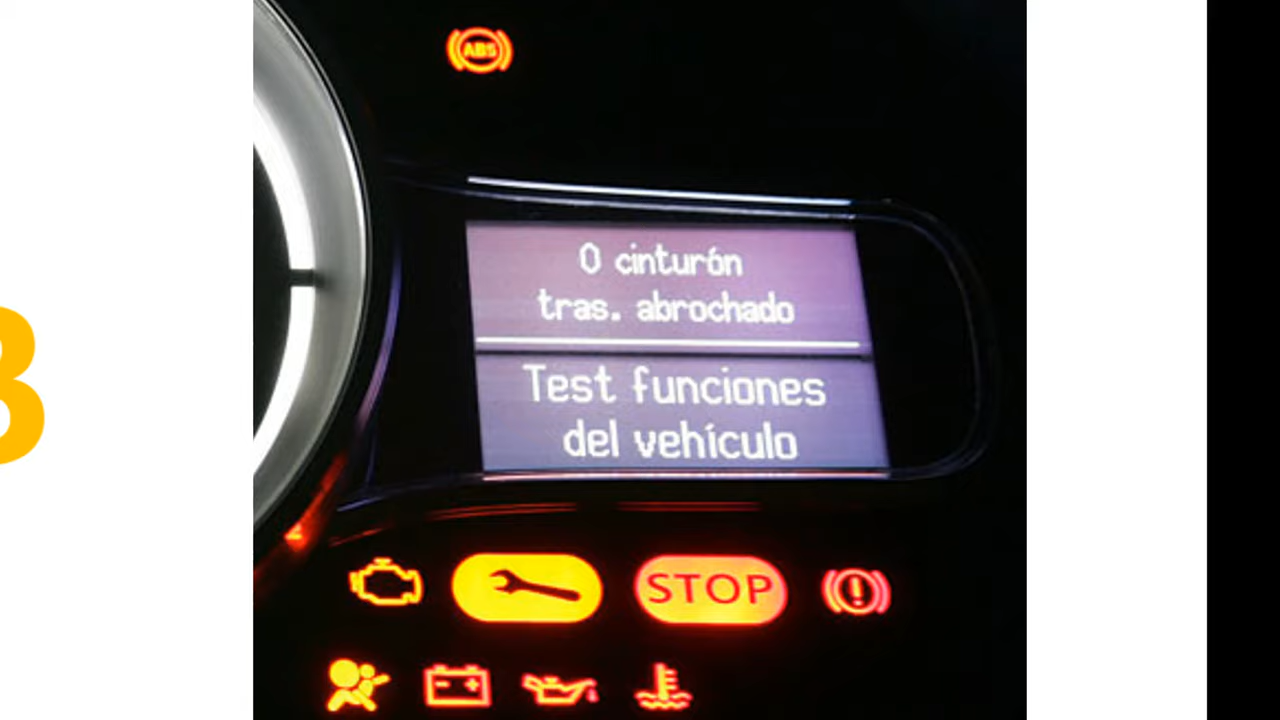 ABS
0 cinturón
tras. abrochado
Test funciones
del vehículo
STOP